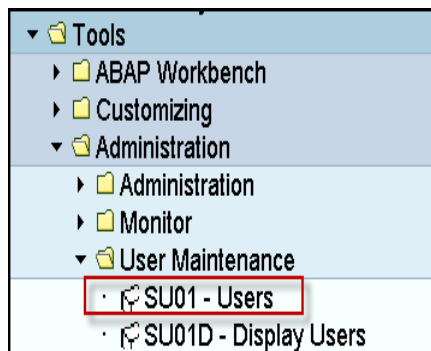 Tools
ABAP Workbench
Customizing
Administration
Administration
Monitor
User Maintenance
SU01 - Users
SU01D - Display Users